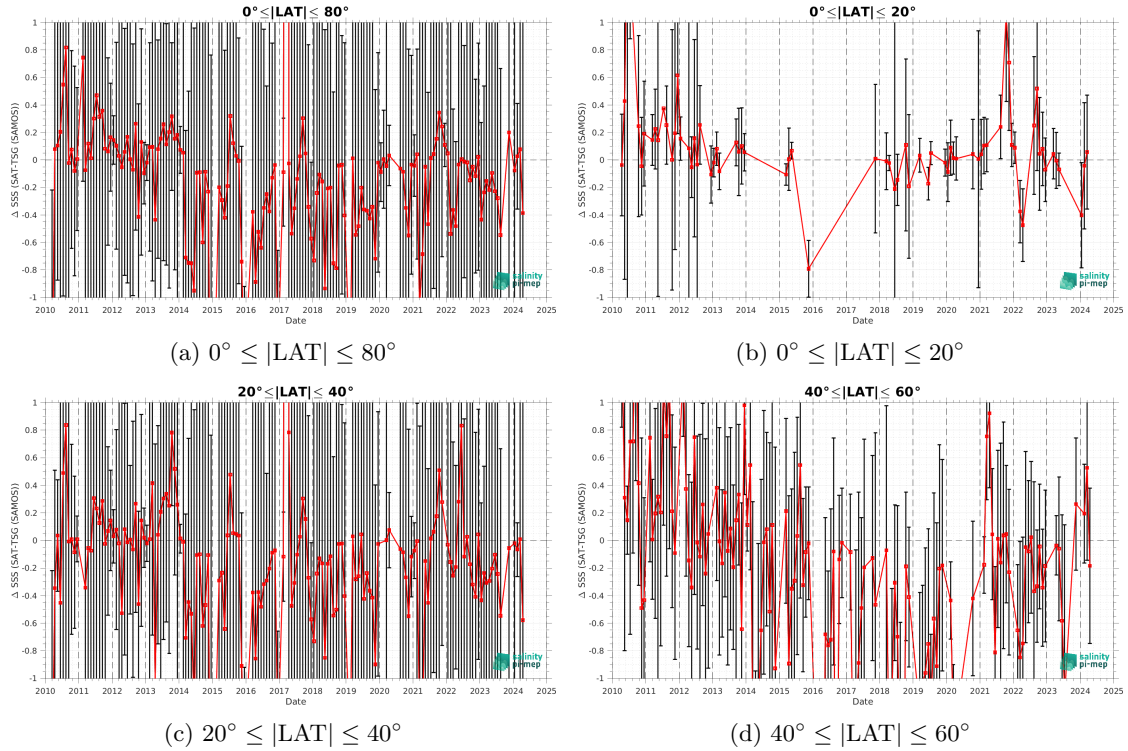 0°≤|LAT|≤ 80°
Δ SSS (SAT-TSG (SAMOS))
1
0.8
0.6
0.4
0.2
0
-0.2
-0.4
-0.6
-0.8
-1
2010 2011 2012 2013 2014 2015 2016 2017 2018 2019 2020 2021 2022 2023 2024 2025
Date
salinity
pi-mep
(a) 0° ≤ |LAT| ≤ 80°
0°≤|LAT|≤ 20°
Δ SSS (SAT-TSG (SAMOS))
1
0.8
0.6
0.4
0.2
0
-0.2
-0.4
-0.6
-0.8
-1
2010 2011 2012 2013 2014 2015 2016 2017 2018 2019 2020 2021 2022 2023 2024 2025
Date
salinity
pi-mep
(b) 0° ≤ |LAT| ≤ 20°
20°≤|LAT|≤ 40°
Δ SSS (SAT-TSG (SAMOS))
1
0.8
0.6
0.4
0.2
0
-0.2
-0.4
-0.6
-0.8
-1
2010 2011 2012 2013 2014 2015 2016 2017 2018 2019 2020 2021 2022 2023 2024 2025
Date
salinity
pi-mep
(c) 20° ≤ |LAT| ≤ 40°
40°≤|LAT|≤ 60°
Δ SSS (SAT-TSG (SAMOS))
1
0.8
0.6
0.4
0.2
0
-0.2
-0.4
-0.6
-0.8
-1
2010 2011 2012 2013 2014 2015 2016 2017 2018 2019 2020 2021 2022 2023 2024 2025
Date
salinity
pi-mep
(d) 40° ≤ |LAT| ≤ 60°